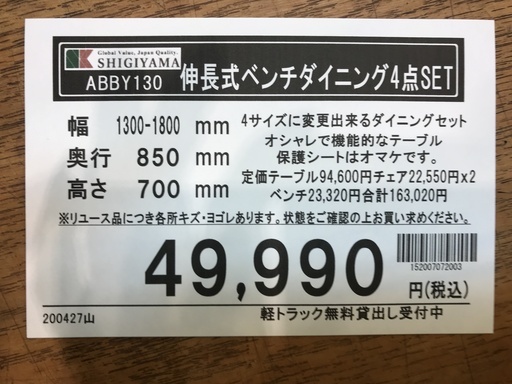 Global Value, Japan Quality.
SHIGIYAMA
ABBY130 伸長式ベンチダイニング4点SET
幅 1300-1800 mm
奥行 850 mm
高さ 700 mm
4サイズに変更出来るダイニングセット
オシャレで機能的なテーブル
保護シートはオマケです。
定価テーブル94,600円チェア22,550円x2
ベンチ23,320円合計163,020円
※リユース品につき各所キズ・ヨゴレあります。状態をご確認の上お買い求めください。
49,990 円(税込)
152007072003
200427山
軽トラック無料貸出し受付中